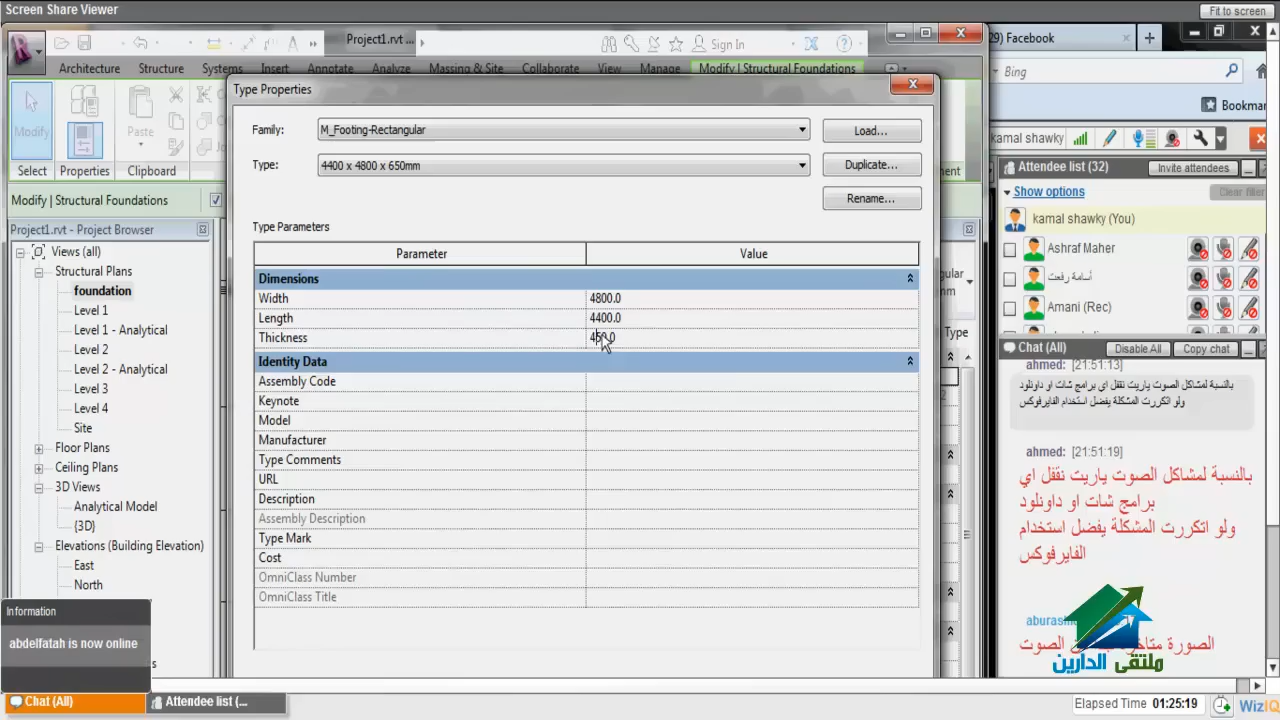 Screen Share Viewer
Fit to screen
Project1.rvt ...
Sign In
29) Facebook
Architecture Structure Systems Insert Annotate Analyze Massing & Site Collaborate View Manage Modify | Structural Foundations
Bing
Bookmar
Modify
Paste
Select Properties Clipboard
Modify | Structural Foundations
Type Properties
Family:
M_Footing-Rectangular
Load...
Type:
4400 x 4800 x 650mm
Duplicate...
Rename...
Type Parameters
Parameter
Value
Dimensions
Width
4800.0
Length
4400.0
Thickness
450.0
Identity Data
Assembly Code
Keynote
Model
Manufacturer
Type Comments
URL
Description
Assembly Description
Type Mark
Cost
OmniClass Number
OmniClass Title
Project1.rvt - Project Browser
Views (all)
Structural Plans
foundation
Level 1
Level 1 - Analytical
Level 2
Level 2 - Analytical
Level 3
Level 4
Site
Floor Plans
Ceiling Plans
3D Views
Analytical Model
{3D}
Elevations (Building Elevation)
East
North
Type
Information
abdelfatah is now online
Chat (All)
Attendee list (...
kamal shawky
Attendee list (32)
Invite attendees
Show options
Clear filter
kamal shawky (You)
Ashraf Maher
أسامة رفعت
Amani (Rec)
Chat (All)
Disable All
Copy chat
ahmed: [21:51:13]
بالنسبة لمشاكل الصوت ياريت نقفل اي برامج شات او داونلود
ولو اتكررت المشكلة يفضل استخدام الفايرفوكس
ahmed: [21:51:19]
بالنسبة لمشاكل الصوت ياريت نقفل اي
برامج شات او داونلود
ولو اتكررت المشكلة يفضل استخدام
الفايرفوكس
الصوت
ملتقى الدارين
Elapsed Time 01:25:19
WizIQ